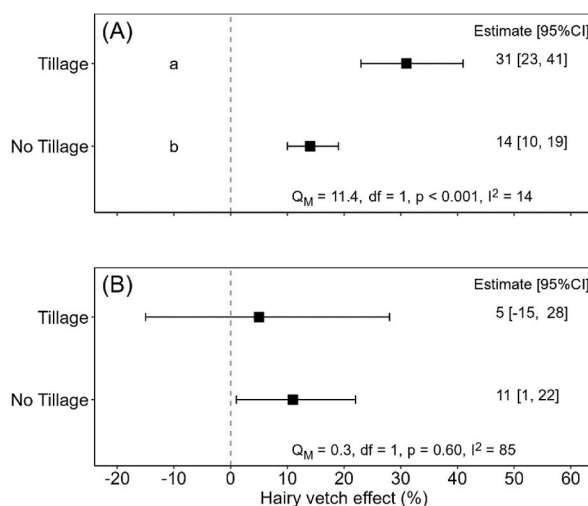 (A)
Estimate [95%CI]
Tillage a 31 [23, 41]
No Tillage b 14 [10, 19]
Q_M = 11.4, df = 1, p < 0.001, I² = 14
(B)
Estimate [95%CI]
Tillage 5 [-15, 28]
No Tillage 11 [1, 22]
Q_M = 0.3, df = 1, p = 0.60, I² = 85
-20 -10 0 10 20 30 40 50 60
Hairy vetch effect (%)